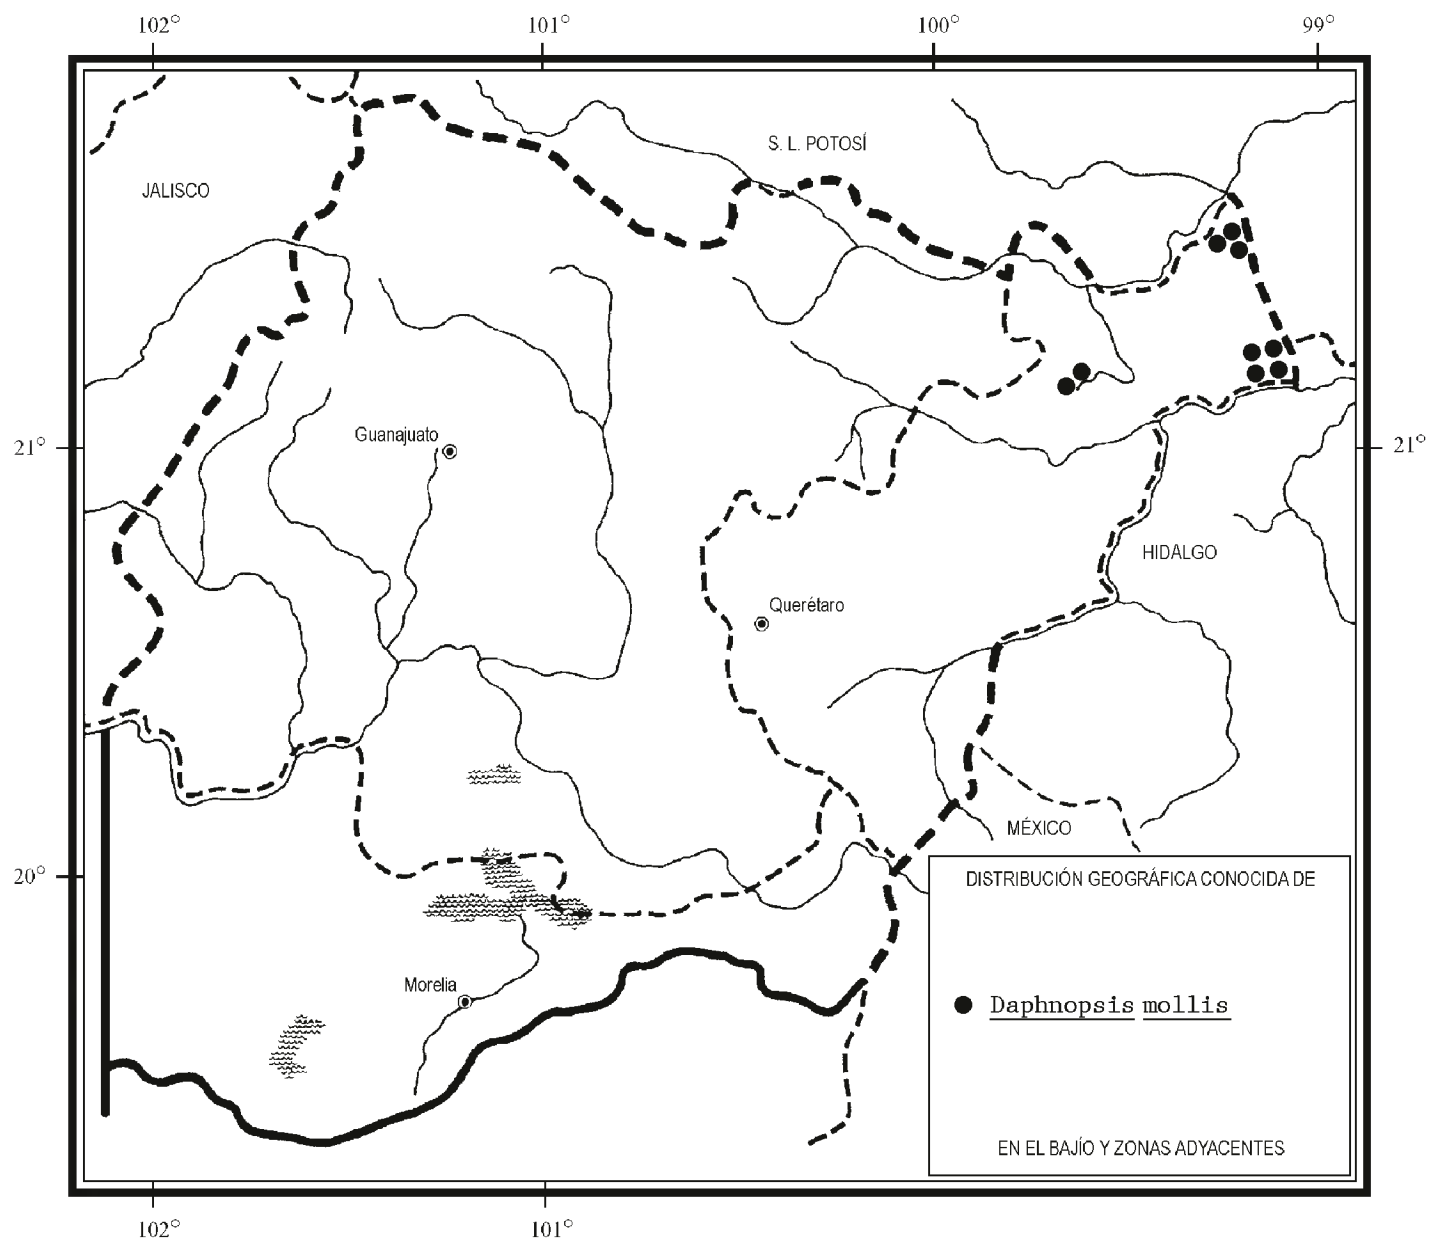 102° 101° 100° 99°
S. L. POTOSÍ
JALISCO
Guanajuato
21° 21°
HIDALGO
Querétaro
MÉXICO
20°
DISTRIBUCIÓN GEOGRÁFICA CONOCIDA DE
Morelia
Daphnopsis mollis
EN EL BAJÍO Y ZONAS ADYACENTES
102° 101°